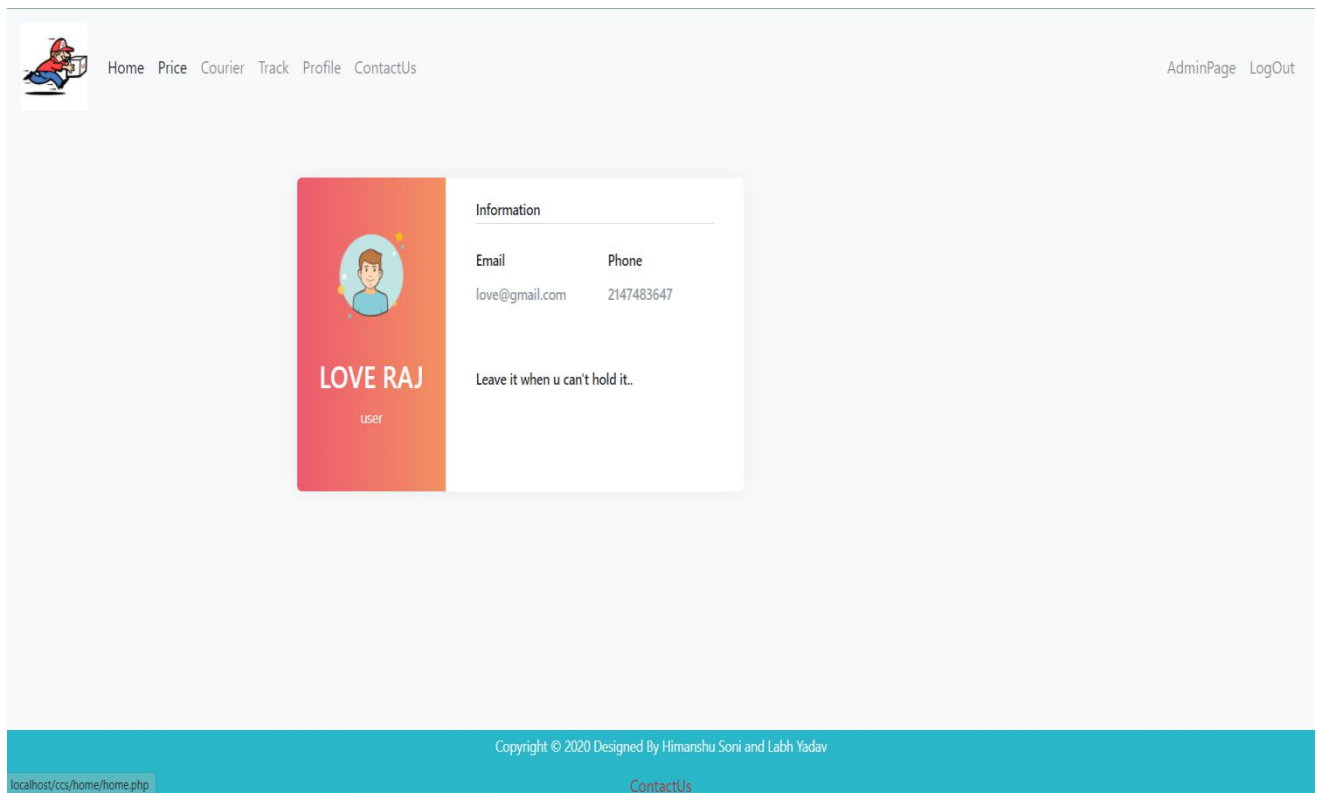 Home Price Courier Track Profile ContactUs AdminPage LogOut
Information
Email Phone
love@gmail.com 2147483647
LOVE RAJ
user
Leave it when u can't hold it..
Copyright © 2020 Designed By Himanshu Soni and Labh Yadav
ContactUs
localhost/ccs/home/home.php